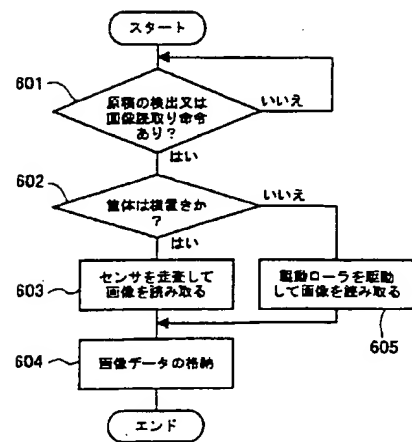 スタート
601
原稿の検出又は
画像読取り命令
あり?
いいえ
はい
602
筐体は横置きか
?
いいえ
はい
603
センサを走査して
画像を読み取る
駆動ローラを駆動
して画像を読み取る
605
604
画像データの格納
エンド